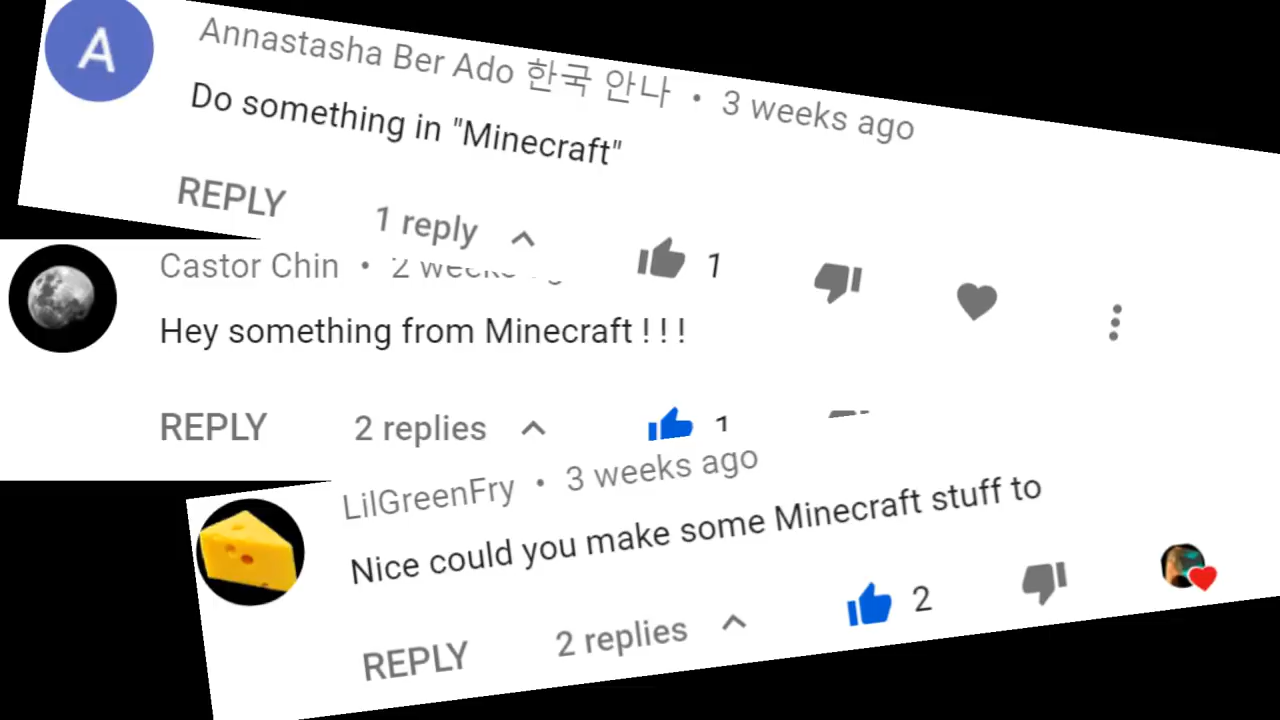 A
Annastasha Ber Ado 한국 안나 • 3 weeks ago
Do something in "Minecraft"
REPLY 1 reply 1
Castor Chin • 2 weeks
Hey something from Minecraft ! ! !
REPLY 2 replies 1
LilGreenFry • 3 weeks ago
Nice could you make some Minecraft stuff to
REPLY 2 replies 2